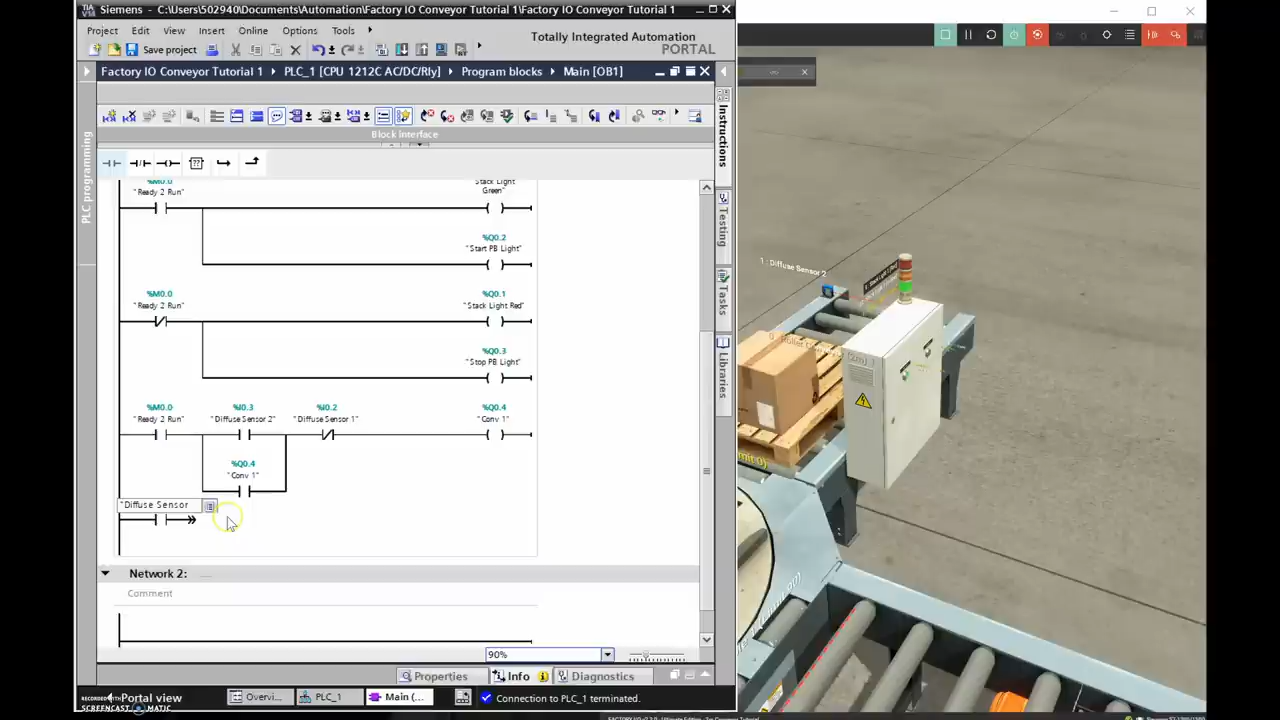 Siemens - C:\Users\502940\Documents\Automation\Factory IO Conveyor Tutorial 1\Factory IO Conveyor Tutorial 1
Project Edit View Insert Online Options Tools
Totally Integrated Automation
PORTAL
Save project
Factory IO Conveyor Tutorial 1 PLC_1 [CPU 1212C AC/DC/Rly] Program blocks Main [OB1]
Block interface
PLC programming
Instructions
Testing
Tasks
Libraries
%M0.0
"Ready 2 Run"
Stack Light
Green"
%Q0.2
"Start PB Light"
%M0.0
"Ready 2 Run"
%Q0.1
"Stack Light Red"
%Q0.3
"Stop PB Light"
%M0.0 %I0.3 %I0.2 %Q0.4
"Ready 2 Run" "Diffuse Sensor 2" "Diffuse Sensor 1" "Conv 1"
%Q0.4
"Conv 1"
"Diffuse Sensor
Network 2:
Comment
90%
Properties Info Diagnostics
Portal view Overvi... PLC_1 Main (... Connection to PLC_1 terminated.
RECORDED WITH
SCREENCAST MATIC
1 : Diffuse Sensor 2